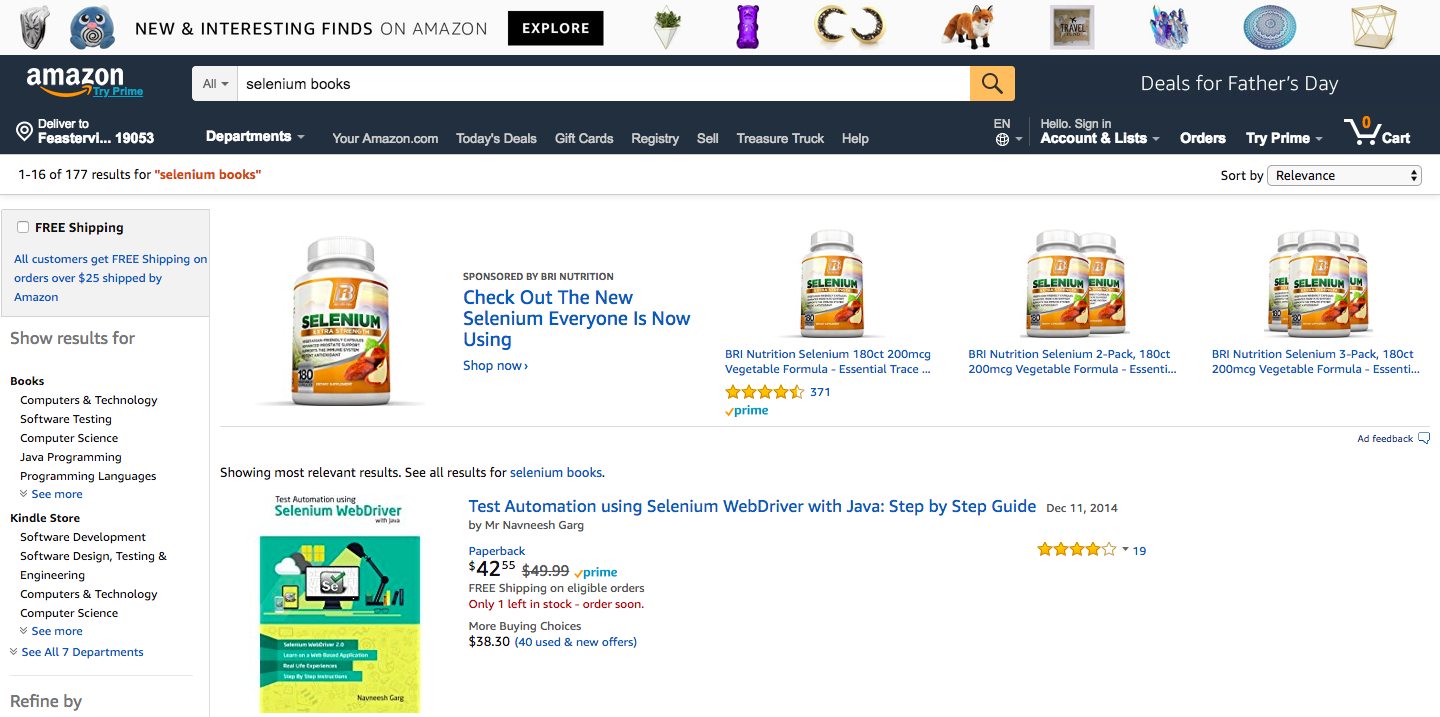 NEW & INTERESTING FINDS ON AMAZON EXPLORE
TRAVEL
amazon
Try Prime
All
selenium books
Deals for Father's Day
Deliver to
Feastervi... 19053
Departments
Your Amazon.com Today's Deals Gift Cards Registry Sell Treasure Truck Help
EN
Hello. Sign in
Account & Lists
Orders
Try Prime
0
Cart
1-16 of 177 results for "selenium books"
Sort by Relevance
FREE Shipping
All customers get FREE Shipping on
orders over $25 shipped by
Amazon
Show results for
Books
Computers & Technology
Software Testing
Computer Science
Java Programming
Programming Languages
See more
Kindle Store
Software Development
Software Design, Testing &
Engineering
Computers & Technology
Computer Science
See more
See All 7 Departments
Refine by
SELENIUM
EXTRA STRENGTH
180
SPONSORED BY BRI NUTRITION
Check Out The New
Selenium Everyone Is Now
Using
Shop now ›
SELENIUM
BRI Nutrition Selenium 180ct 200mcg
Vegetable Formula - Essential Trace ...
371
prime
SELENIUM
BRI Nutrition Selenium 2-Pack, 180ct
200mcg Vegetable Formula - Essenti...
SELENIUM
BRI Nutrition Selenium 3-Pack, 180ct
200mcg Vegetable Formula - Essenti...
Ad feedback
Showing most relevant results. See all results for selenium books.
Test Automation using
Selenium WebDriver
with Java
Se
Selenium WebDriver 2.0
Learn on a Web Based Application
Real Life Experiences
Step By Step Instructions
Navneesh Garg
Test Automation using Selenium WebDriver with Java: Step by Step Guide Dec 11, 2014
by Mr Navneesh Garg
Paperback
$42.55 $49.99 prime
FREE Shipping on eligible orders
Only 1 left in stock - order soon.
More Buying Choices
$38.30 (40 used & new offers)
19